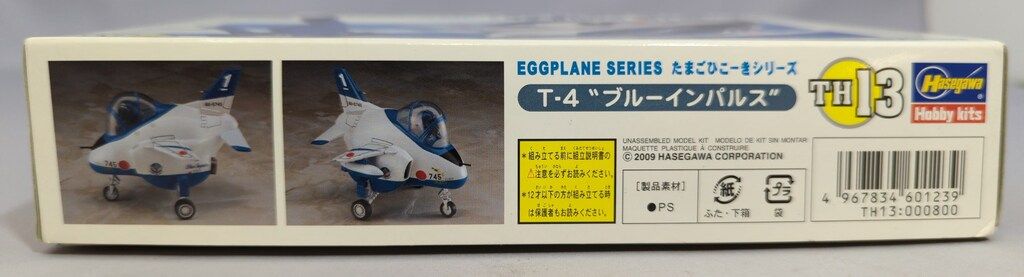 EGGPLANE SERIES たまごひこーきシリーズ
T-4 "ブルーインパルス"
TH 13
Hasegawa
Hobby kits
UNASSEMBLED MODEL KIT MODELO DE KIT SIN MONTAR
MAQUETTE PLASTIQUE À CONSTRUIRE
© 2009 HASEGAWA CORPORATION
*組み立てる前に組立説明書の
⚠注意を必ずお読みください。
*12才以下の方が組み立てる時
は保護者もお読みください。
[製品素材]
●PS
紙
ふた・下箱
プラ
袋
4 967834 601239
TH13:000800
1
745
1
745